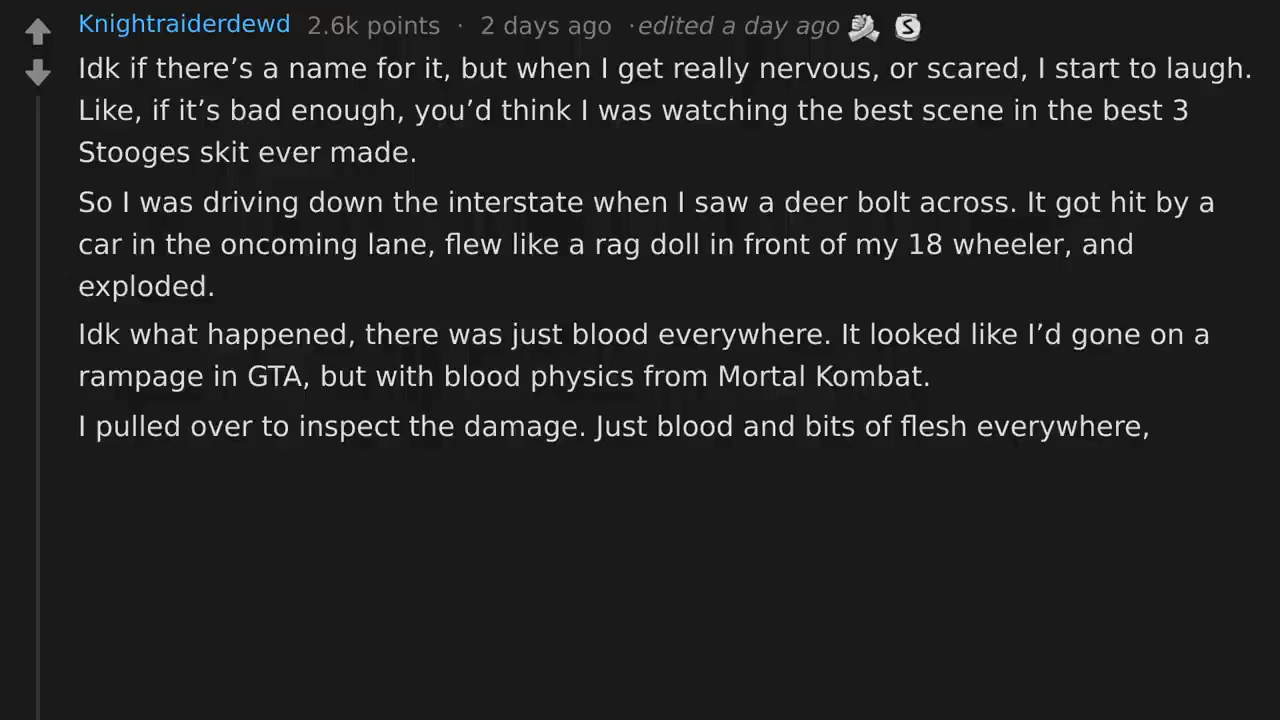 Knightraiderdewd 2.6k points · 2 days ago · edited a day ago
Idk if there’s a name for it, but when I get really nervous, or scared, I start to laugh.
Like, if it’s bad enough, you’d think I was watching the best scene in the best 3
Stooges skit ever made.
So I was driving down the interstate when I saw a deer bolt across. It got hit by a
car in the oncoming lane, flew like a rag doll in front of my 18 wheeler, and
exploded.
Idk what happened, there was just blood everywhere. It looked like I’d gone on a
rampage in GTA, but with blood physics from Mortal Kombat.
I pulled over to inspect the damage. Just blood and bits of flesh everywhere,